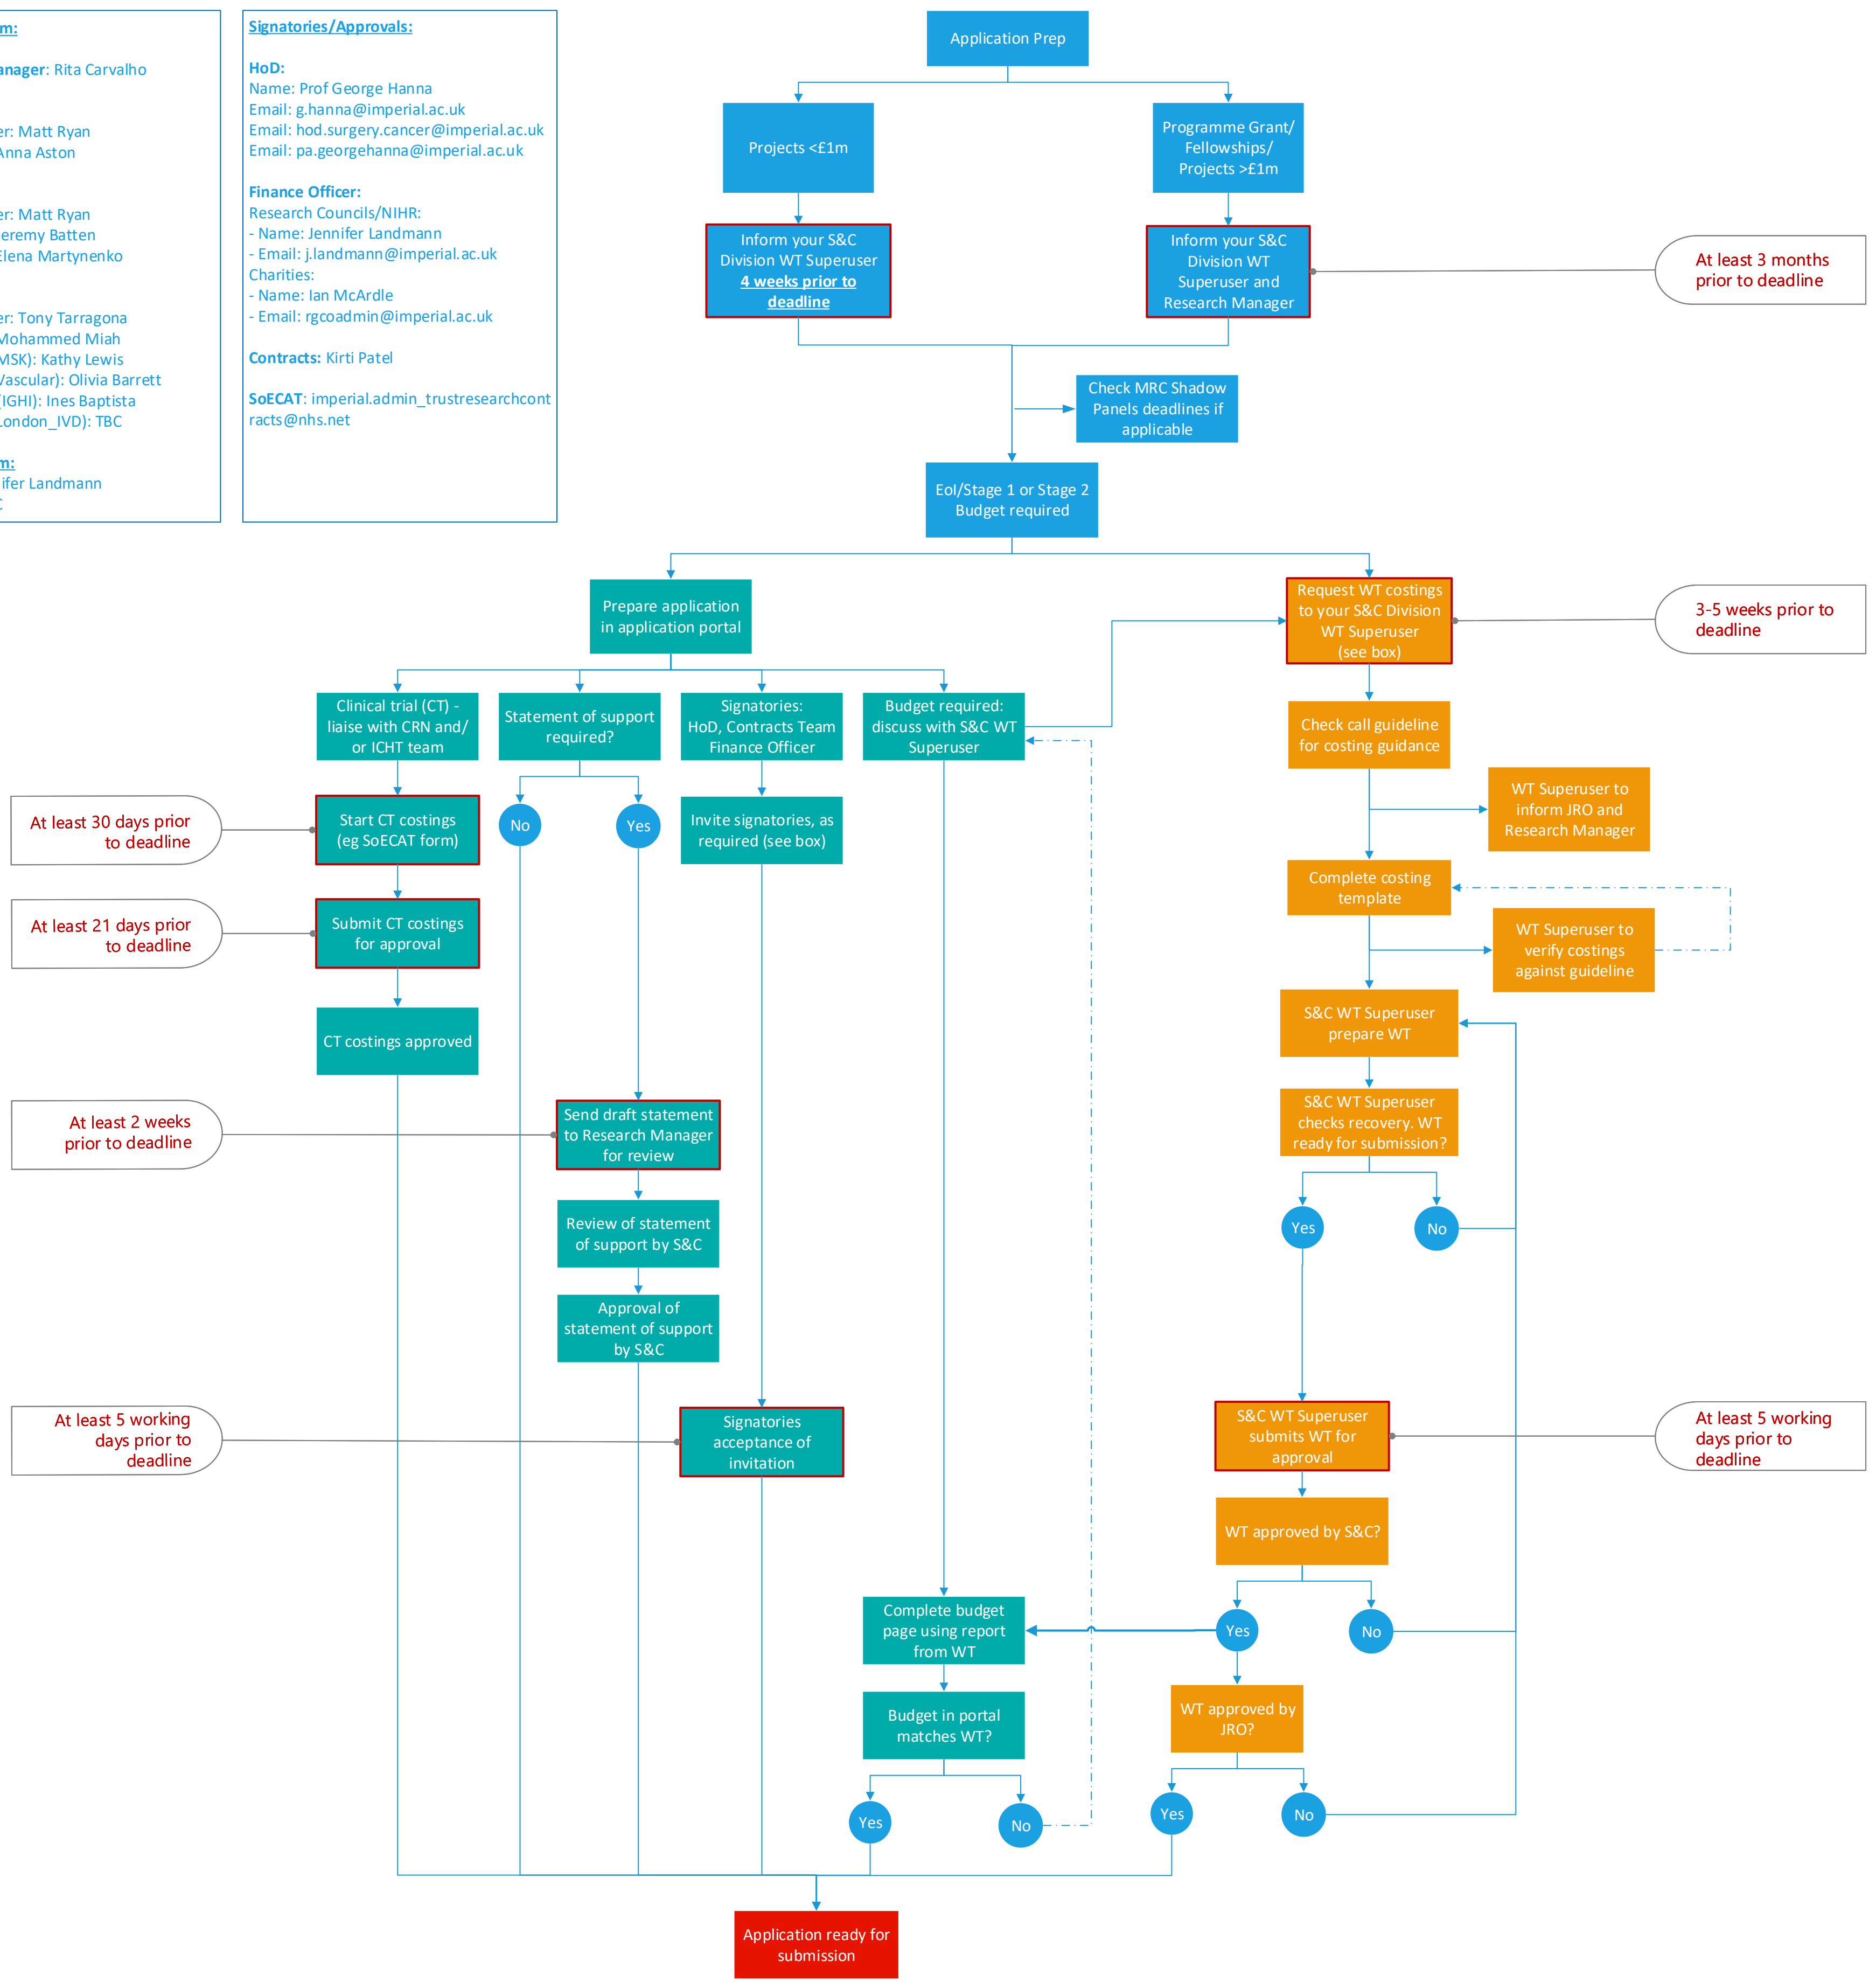 m:
anager: Rita Carvalho
er: Matt Ryan
Anna Aston
er: Matt Ryan
eremy Batten
Elena Martynenko
er: Tony Tarragona
Mohammed Miah
MSK): Kathy Lewis
Vascular): Olivia Barrett
(IGHI): Ines Baptista
London_IVD): TBC
m:
ifer Landmann
C
Signatories/Approvals:
HoD:
Name: Prof George Hanna
Email: g.hanna@imperial.ac.uk
Email: hod.surgery.cancer@imperial.ac.uk
Email: pa.georgehanna@imperial.ac.uk
Finance Officer:
Research Councils/NIHR:
- Name: Jennifer Landmann
- Email: j.landmann@imperial.ac.uk
Charities:
- Name: Ian McArdle
- Email: rgcoadmin@imperial.ac.uk
Contracts: Kirti Patel
SoECAT: imperial.admin_trustresearchcont
racts@nhs.net
Application Prep
Projects <£1m
Programme Grant/
Fellowships/
Projects >£1m
Inform your S&C
Division WT Superuser
4 weeks prior to
deadline
Inform your S&C
Division WT
Superuser and
Research Manager
At least 3 months
prior to deadline
Check MRC Shadow
Panels deadlines if
applicable
EoI/Stage 1 or Stage 2
Budget required
Prepare application
in application portal
Request WT costings
to your S&C Division
WT Superuser
(see box)
3-5 weeks prior to
deadline
Clinical trial (CT) -
liaise with CRN and/
or ICHT team
Statement of support
required?
Signatories:
HoD, Contracts Team
Finance Officer
Budget required:
discuss with S&C WT
Superuser
Check call guideline
for costing guidance
At least 30 days prior
to deadline
Start CT costings
(eg SoECAT form)
No
Yes
Invite signatories, as
required (see box)
WT Superuser to
inform JRO and
Research Manager
Complete costing
template
At least 21 days prior
to deadline
Submit CT costings
for approval
WT Superuser to
verify costings
against guideline
CT costings approved
S&C WT Superuser
prepare WT
At least 2 weeks
prior to deadline
Send draft statement
to Research Manager
for review
S&C WT Superuser
checks recovery. WT
ready for submission?
Review of statement
of support by S&C
Yes
No
Approval of
statement of support
by S&C
At least 5 working
days prior to
deadline
Signatories
acceptance of
invitation
S&C WT Superuser
submits WT for
approval
At least 5 working
days prior to
deadline
WT approved by S&C?
Complete budget
page using report
from WT
Yes
No
Budget in portal
matches WT?
WT approved by
JRO?
Yes
No
Yes
No
Application ready for
submission